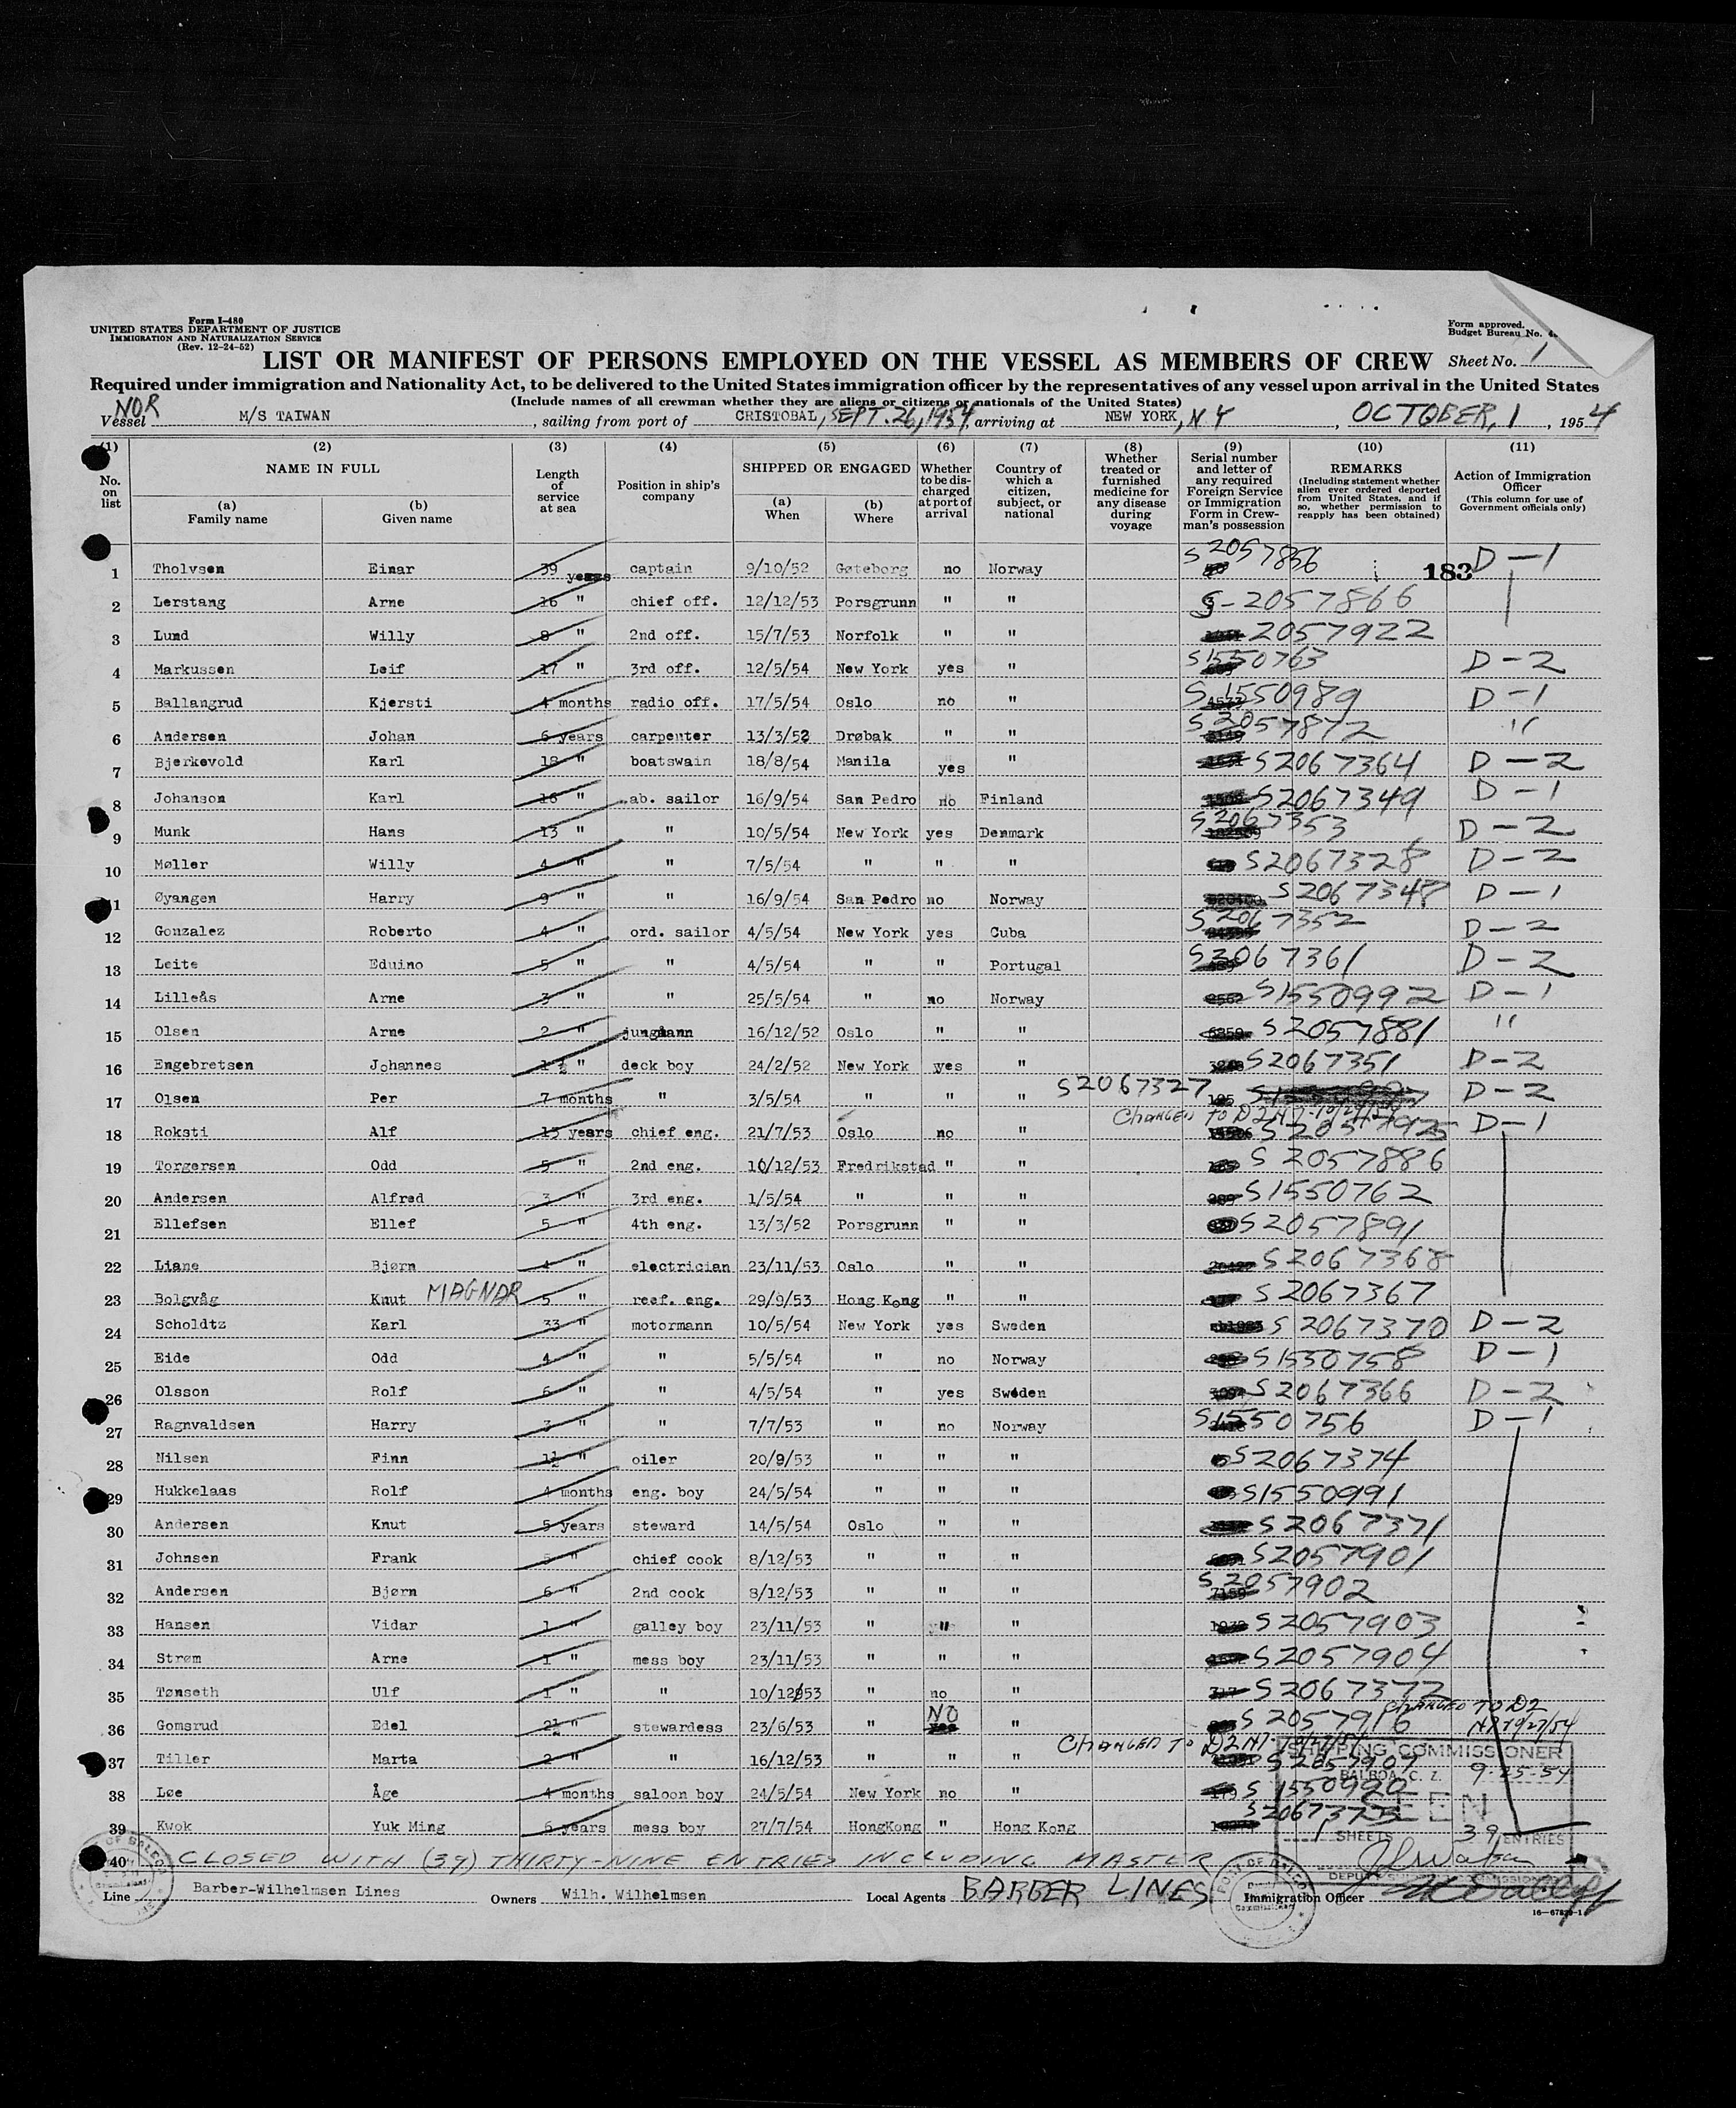 Form I-480
UNITED STATES DEPARTMENT OF JUSTICE
IMMIGRATION AND NATURALIZATION SERVICE
(Rev. 12-24-52)
Form approved.
Budget Bureau No.
LIST OR MANIFEST OF PERSONS EMPLOYED ON THE VESSEL AS MEMBERS OF CREW Sheet No. 1
Required under immigration and Nationality Act, to be delivered to the United States immigration officer by the representatives of any vessel upon arrival in the United States
(Include names of all crewman whether they are aliens or citizens or nationals of the United States)
NOR
Vessel M/S TAIWAN, sailing from port of CRISTOBAL, SEPT. 26, 1954, arriving at NEW YORK, N Y, OCTOBER, 1, 1954
(1) No. on list
(2) NAME IN FULL (a) Family name (b) Given name
(3) Length of service at sea
(4) Position in ship's company
(5) SHIPPED OR ENGAGED (a) When (b) Where
(6) Whether to be discharged at port of arrival
(7) Country of which a citizen, subject, or national
(8) Whether treated or furnished medicine for any disease during voyage
(9) Serial number and letter of any required Foreign Service or Immigration Form in Crewman's possession
(10) REMARKS (Including statement whether alien ever ordered deported from United States, and if so, whether permission to reapply has been obtained)
(11) Action of Immigration Officer (This column for use of Government officials only)
1 Tholvsen Einar 39 years captain 9/10/52 Gøteborg no Norway S 2057856 183 D-1
2 Lerstang Arne 16 " chief off. 12/12/53 Porsgrunn " " S-2057866
3 Lund Willy 8 " 2nd off. 15/7/53 Norfolk " " 2057922
4 Markussen Leif 17 " 3rd off. 12/5/54 New York yes " S1550763 D-2
5 Ballangrud Kjersti 4 months radio off. 17/5/54 Oslo no " S 1550989 D-1
6 Andersen Johan 6 years carpenter 13/3/52 Drøbak " " S 2057872 "
7 Bjerkevold Karl 18 " boatswain 18/8/54 Manila yes " S2067364 D-2
8 Johanson Karl 16 " ab. sailor 16/9/54 San Pedro no Finland S2067349 D-1
9 Munk Hans 13 " " 10/5/54 New York yes Denmark S 2067353 D-2
10 Møller Willy 4 " " 7/5/54 " " " S2067328 D-2
11 Øyangen Harry 9 " " 16/9/54 San Pedro no Norway S 2067348 D-1
12 Gonzalez Roberto 4 " ord. sailor 4/5/54 New York yes Cuba S 2067352 D-2
13 Leite Eduino 5 " " 4/5/54 " " Portugal S2067361 D-2
14 Lilleås Arne 3 " " 25/5/54 " no Norway S1550992 D-1
15 Olsen Arne 2 " jungmann 16/12/52 Oslo " " S2057881 "
16 Engebretsen Johannes 1½ " deck boy 24/2/52 New York yes " S2067351 D-2
17 Olsen Per 7 months " 3/5/54 " " " S2067327 D-2
CHANGED TO D2
18 Roksti Alf 15 years chief eng. 21/7/53 Oslo no " S2057925 D-1
19 Torgersen Odd 5 " 2nd eng. 10/12/53 Fredrikstad " " S 2057886
20 Andersen Alfred 3 " 3rd eng. 1/5/54 " " " S1550762
21 Ellefsen Ellef 5 " 4th eng. 13/3/52 Porsgrunn " " S2057891
22 Liane Bjørn 4 " electrician 23/11/53 Oslo " " S2067368
23 Bolgvåg Knut MAGNAR 5 " reef. eng. 29/9/53 Hong Kong " " S 2067367
24 Scholdtz Karl 33 " motormann 10/5/54 New York yes Sweden S 2067370 D-2
25 Eide Odd 4 " " 5/5/54 " no Norway S1550758 D-1
26 Olsson Rolf 6 " " 4/5/54 " yes Sweden S 2067366 D-2
27 Ragnvaldsen Harry 3 " " 7/7/53 " no Norway S1550756 D-1
28 Nilsen Finn 1½ " oiler 20/9/53 " " " S2067374
29 Hukkelaas Rolf 4 months eng. boy 24/5/54 " " " S1550991
30 Andersen Knut 5 years steward 14/5/54 Oslo " " S2067371
31 Johnsen Frank 5 " chief cook 8/12/53 " " " S2057901
32 Andersen Bjørn 6 " 2nd cook 8/12/53 " " " S 2057902
33 Hansen Vidar 1 " galley boy 23/11/53 " " " S2057903
34 Strøm Arne 1 " mess boy 23/11/53 " " " S2057904
35 Tønseth Ulf 1 " " 10/12/53 " no " S2067372
CHANGED TO D2
36 Gomsrud Edel 2½ " stewardess 23/6/53 " NO yes " S 2057916
37 Tiller Marta 2 " " 16/12/53 " " " S 2057907
CHANGED TO D2
38 Løe Åge 4 months saloon boy 24/5/54 New York no " S 1550990
39 Kwok Yuk Ming 6 years mess boy 27/7/54 HongKong " Hong Kong S2067373
SHIPPING COMMISSIONER
BALBOA, C. Z. 9-25-54
SEEN
1 SHEETS 39 ENTRIES
40 CLOSED WITH (39) THIRTY-NINE ENTRIES INCLUDING MASTER
Line Barber-Wilhelmsen Lines Owners Wilh. Wilhelmsen Local Agents BARBER LINES Immigration Officer